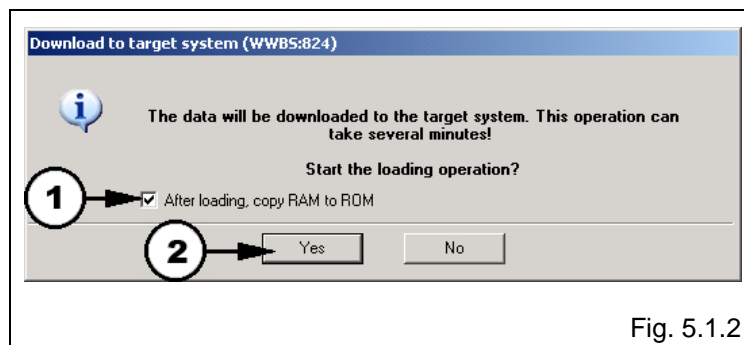 Download to target system (WWBS:824)
The data will be downloaded to the target system. This operation can
take several minutes!
Start the loading operation?
1
After loading, copy RAM to ROM
2
Yes
No
Fig. 5.1.2